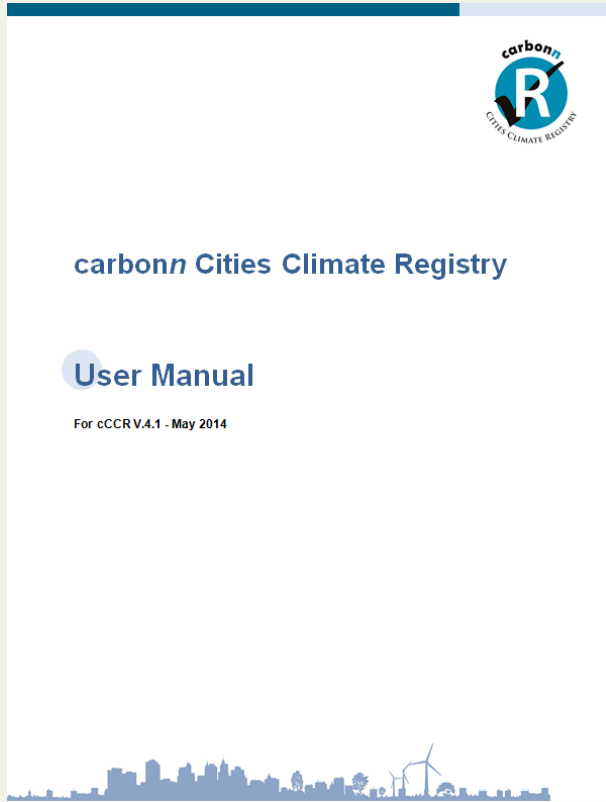 carbonn
R
CITIES CLIMATE REGISTRY
carbonn Cities Climate Registry
User Manual
For cCCR V.4.1 - May 2014